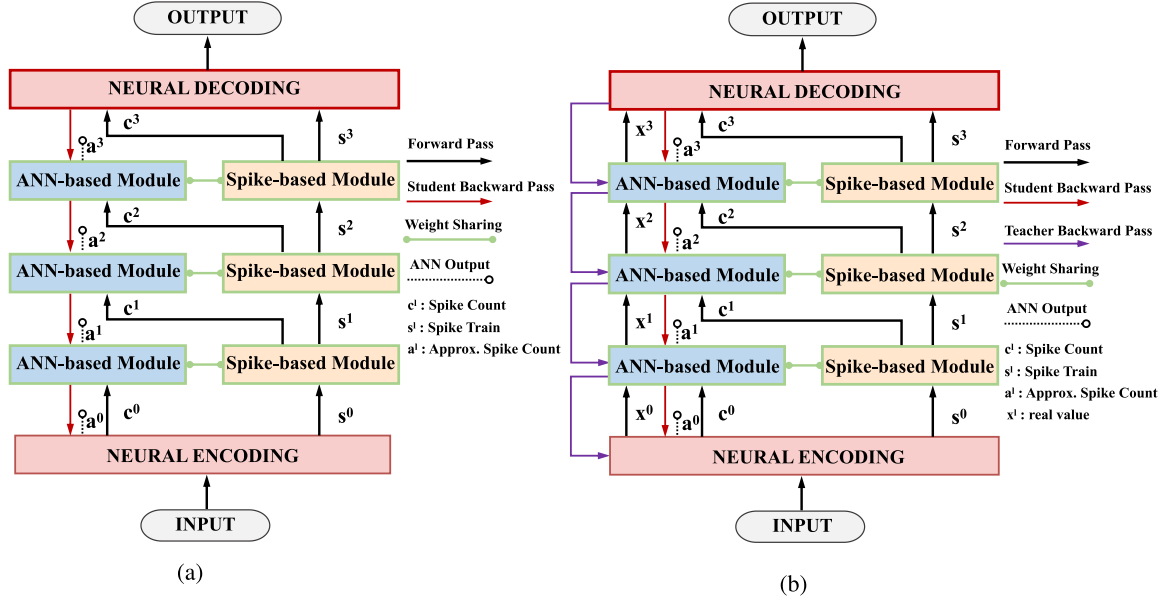 OUTPUT
NEURAL DECODING
c³
s³
a³
ANN-based Module
Spike-based Module
c²
s²
a²
ANN-based Module
Spike-based Module
c¹
s¹
a¹
ANN-based Module
Spike-based Module
a⁰
c⁰
s⁰
NEURAL ENCODING
INPUT
Forward Pass
Student Backward Pass
Weight Sharing
ANN Output
cˡ : Spike Count
sˡ : Spike Train
aˡ : Approx. Spike Count
(a)
OUTPUT
NEURAL DECODING
x³
c³
s³
a³
ANN-based Module
Spike-based Module
x²
c²
s²
a²
ANN-based Module
Spike-based Module
x¹
c¹
s¹
a¹
ANN-based Module
Spike-based Module
x⁰
a⁰
c⁰
s⁰
NEURAL ENCODING
INPUT
Forward Pass
Student Backward Pass
Teacher Backward Pass
Weight Sharing
ANN Output
cˡ : Spike Count
sˡ : Spike Train
aˡ : Approx. Spike Count
xˡ : real value
(b)